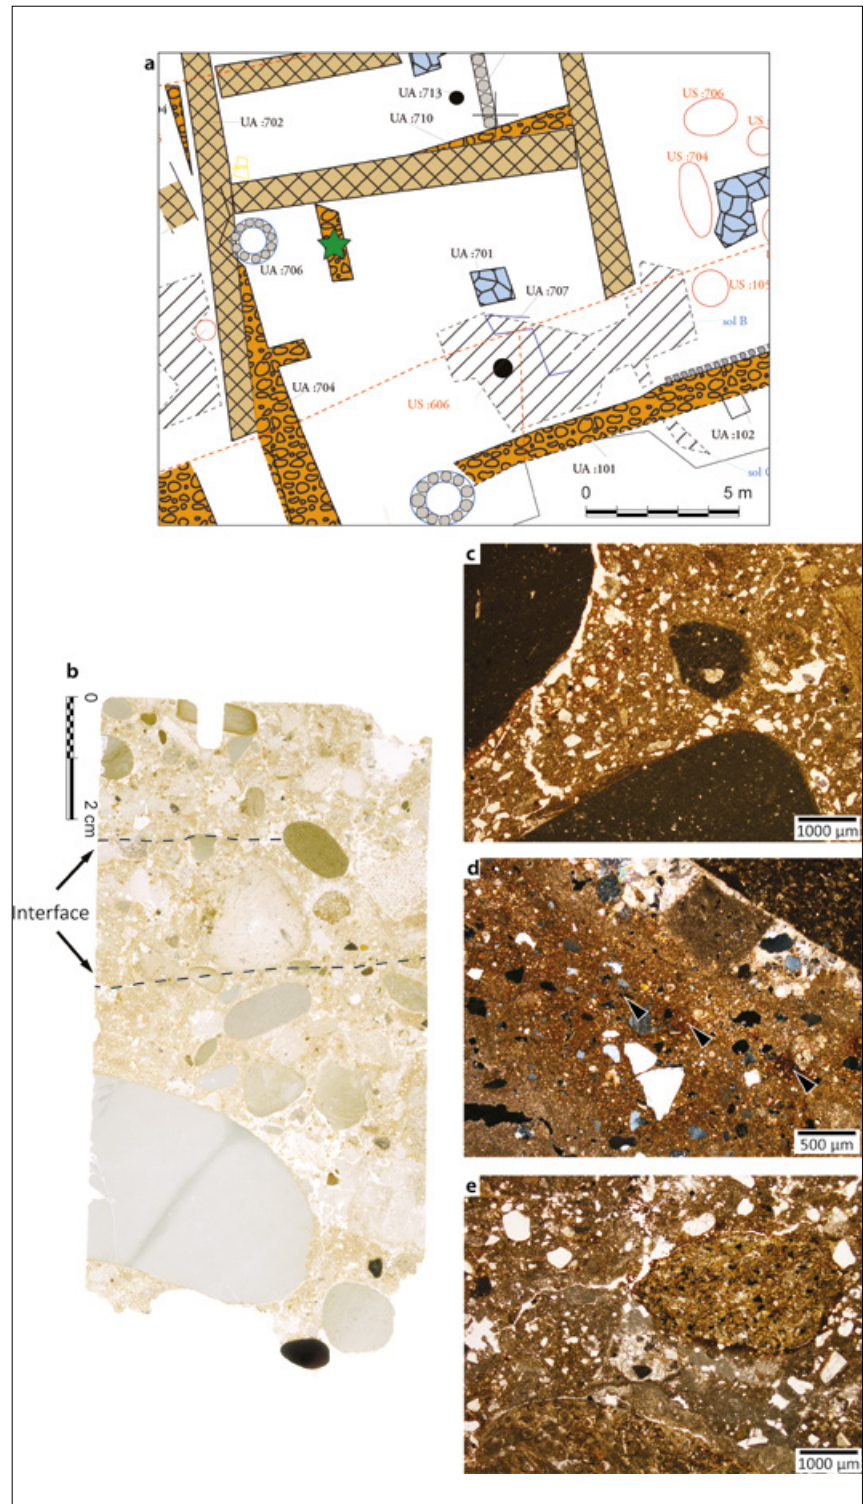 a
UA :713
UA :702
UA :710
US :706
US :704
UA :701
UA :706
UA :707
US :105
sol B
UA :704
US :606
UA :102
UA :101
sol
0 5 m
b
0
2 cm
Interface
c
1000 µm
d
500 µm
e
1000 µm